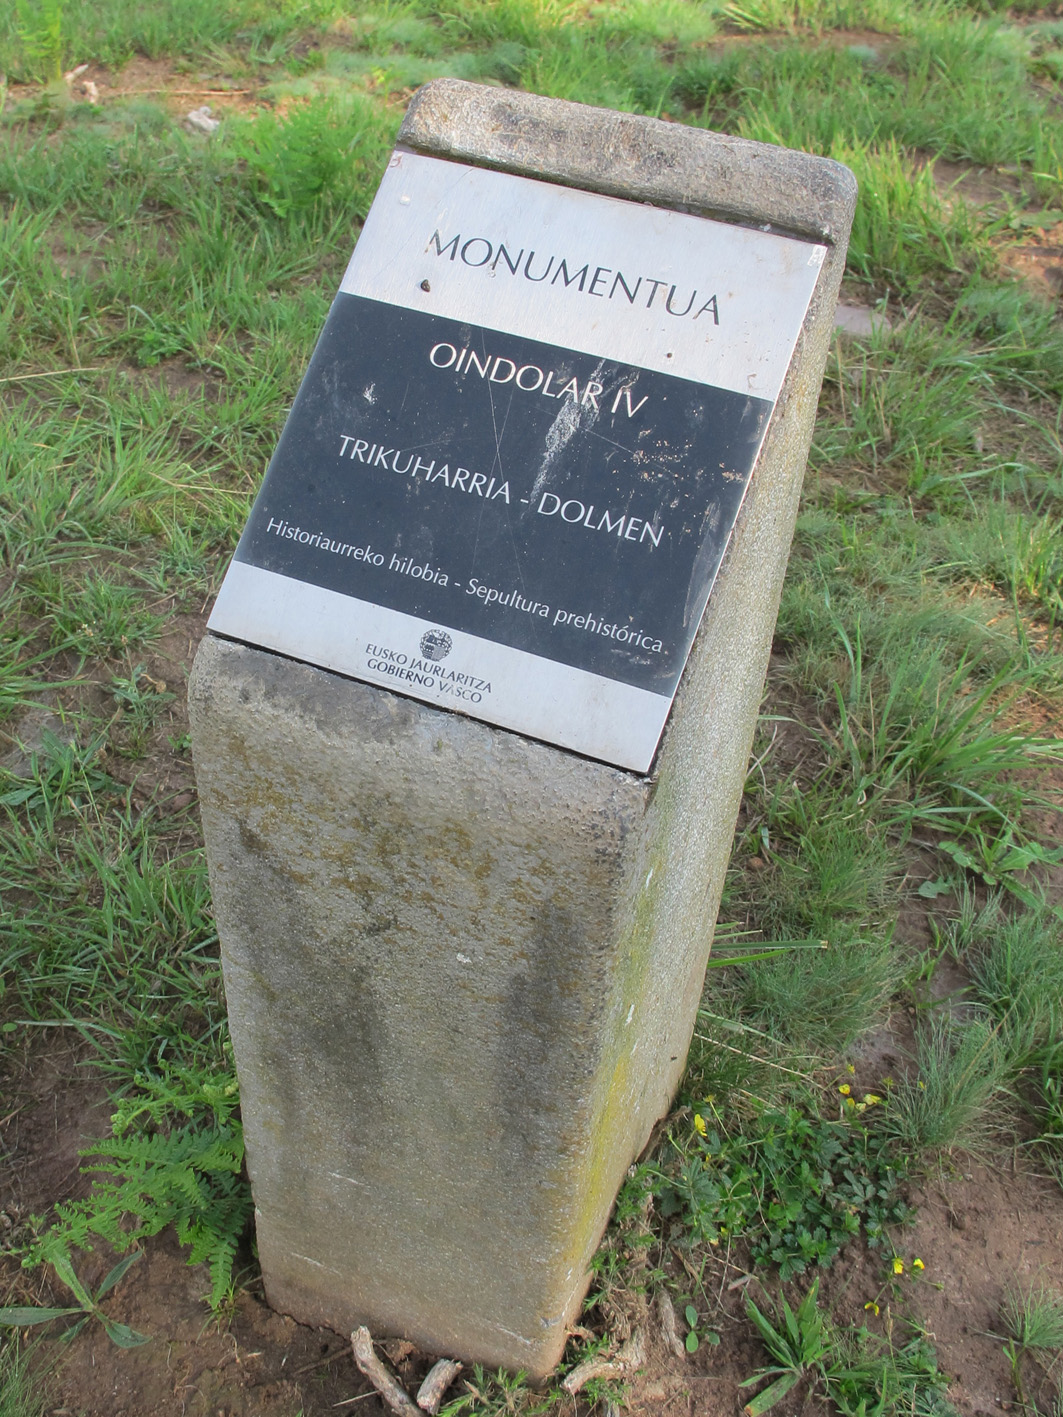 MONUMENTUA
OINDOLAR IV
TRIKUHARRIA - DOLMEN
Historiaurreko hilobia - Sepultura prehistórica
EUSKO JAURLARITZA
GOBIERNO VASCO